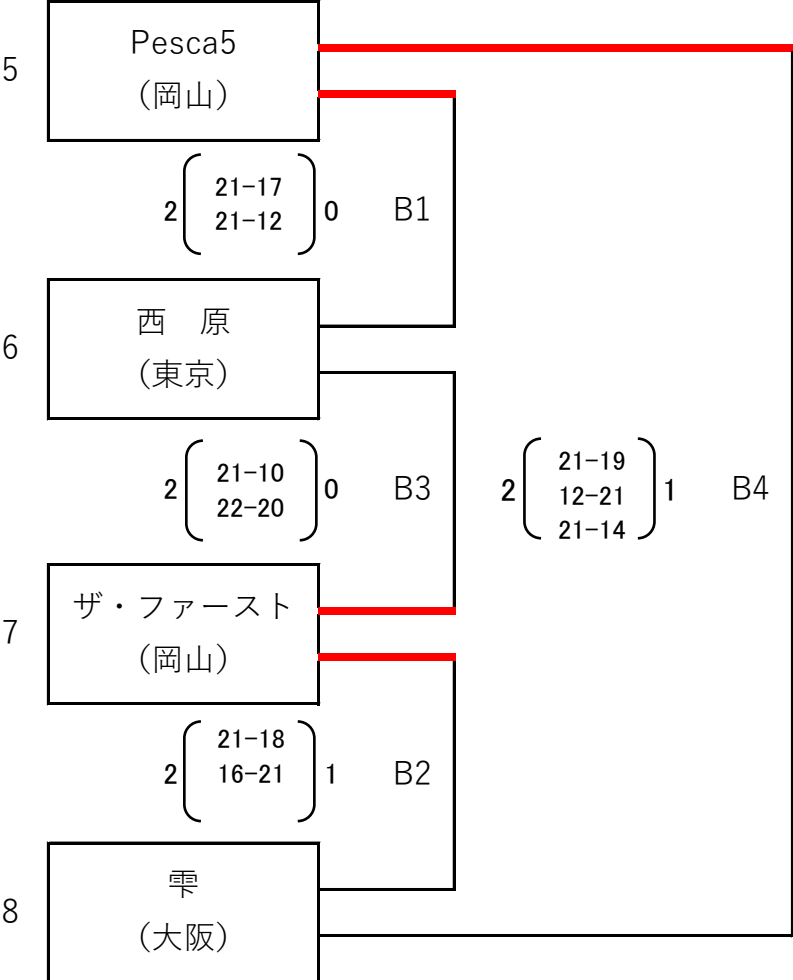 5
Pesca5
（岡山）
2 21-17 0 B1
21-12
6
西　原
（東京）
2 21-10 0 B3
22-20
2 21-19 1 B4
12-21
21-14
7
ザ・ファースト
（岡山）
2 21-18 1 B2
16-21
8
雫
（大阪）